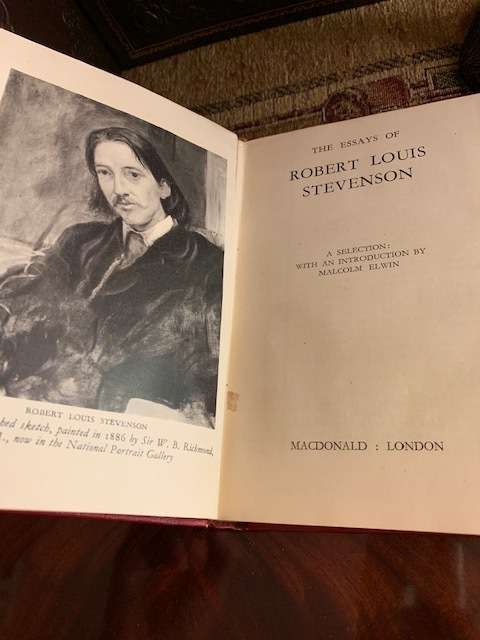 ROBERT LOUIS STEVENSON
sketch, painted in 1886 by Sir W. B. Richmond,
now in the National Portrait Gallery
THE ESSAYS OF
ROBERT LOUIS
STEVENSON
A SELECTION:
WITH AN INTRODUCTION BY
MALCOLM ELWIN
MACDONALD : LONDON